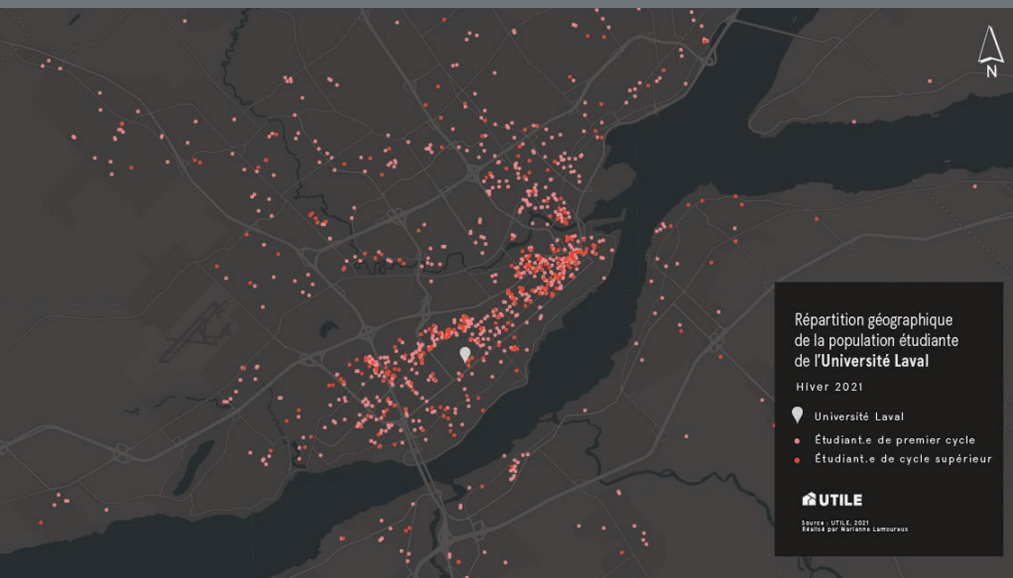 N
Répartition géographique
de la population étudiante
de l'Université Laval
Hiver 2021
Université Laval
Étudiant.e de premier cycle
Étudiant.e de cycle supérieur
UTILE
Source : UTILE, 2021
Réalisé par Marianne Lamoureux